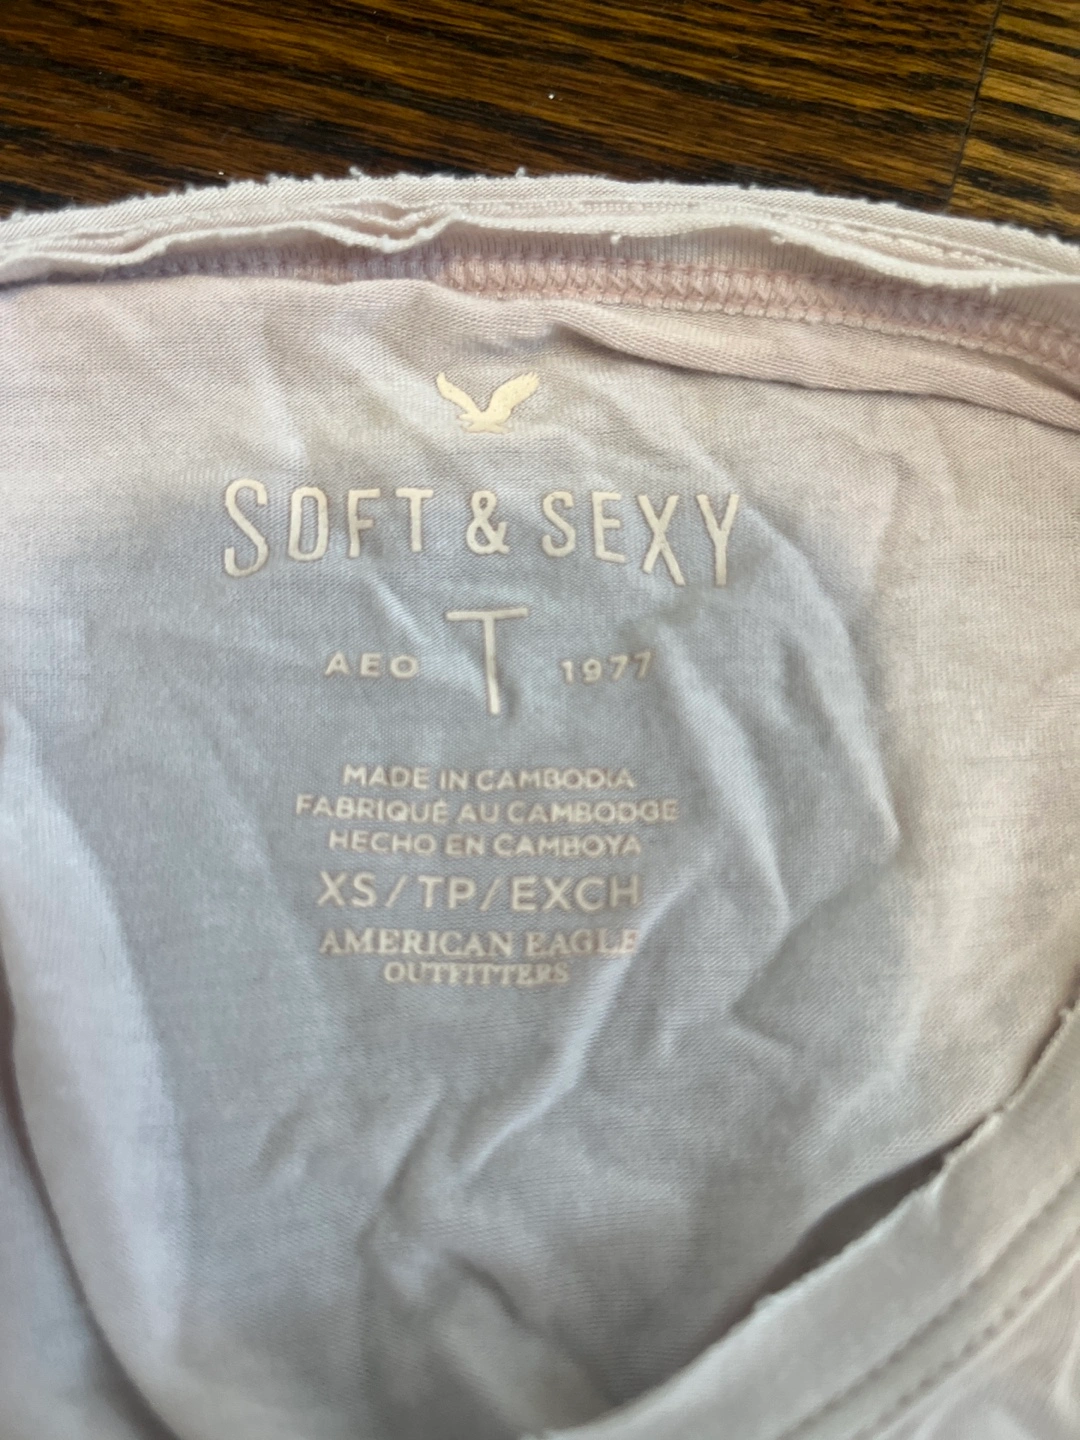 SOFT & SEXY
T
AEO 1977
MADE IN CAMBODIA
FABRIQUÉ AU CAMBODGE
HECHO EN CAMBOYA
XS/TP/EXCH
AMERICAN EAGLE
OUTFITTERS